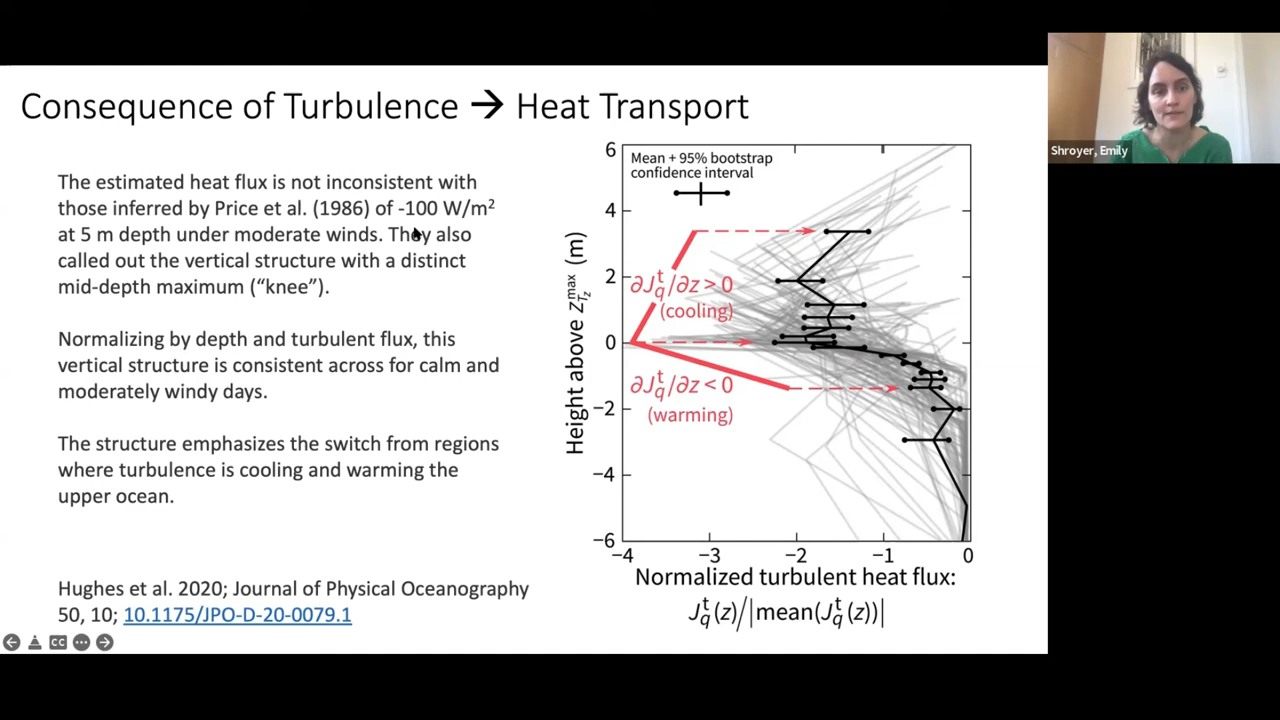 Consequence of Turbulence → Heat Transport
The estimated heat flux is not inconsistent with
those inferred by Price et al. (1986) of -100 W/m²
at 5 m depth under moderate winds. They also
called out the vertical structure with a distinct
mid-depth maximum (“knee”).
Normalizing by depth and turbulent flux, this
vertical structure is consistent across for calm and
moderately windy days.
The structure emphasizes the switch from regions
where turbulence is cooling and warming the
upper ocean.
Hughes et al. 2020; Journal of Physical Oceanography
50, 10; 10.1175/JPO-D-20-0079.1
CC
Mean + 95% bootstrap
confidence interval
∂J_q^t/∂z > 0
(cooling)
∂J_q^t/∂z < 0
(warming)
Height above z_{T_z}^{max} (m)
6
4
2
0
−2
−4
−6
−4 −3 −2 −1 0
Normalized turbulent heat flux:
J_q^t(z)/|mean(J_q^t(z))|
Shroyer, Emily